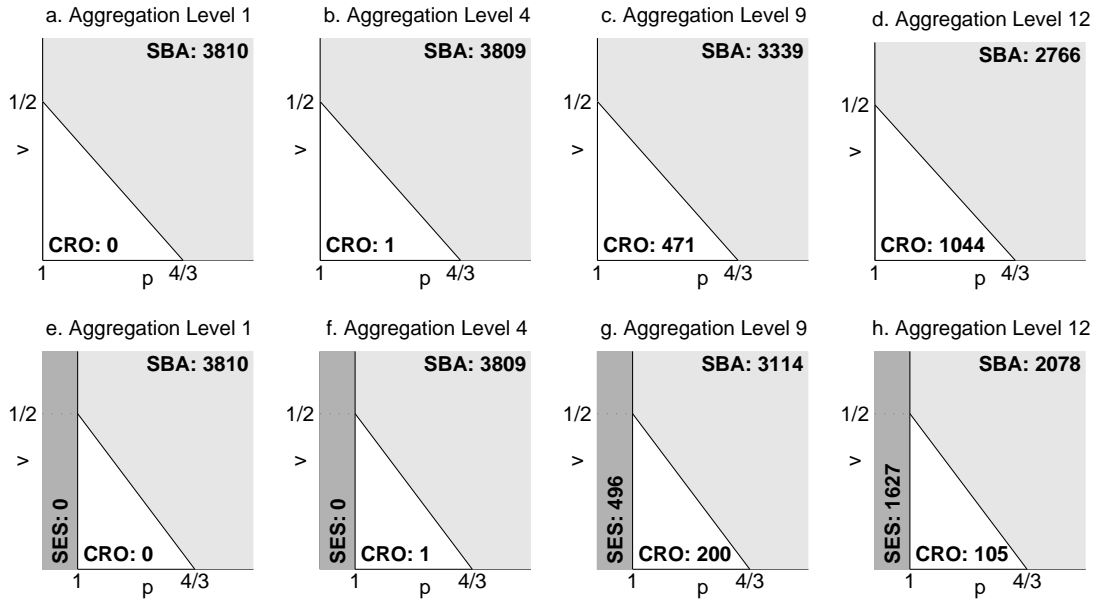 a. Aggregation Level 1
SBA: 3810
1/2
v
CRO: 0
1
p
4/3
b. Aggregation Level 4
SBA: 3809
1/2
v
CRO: 1
1
p
4/3
c. Aggregation Level 9
SBA: 3339
1/2
v
CRO: 471
1
p
4/3
d. Aggregation Level 12
SBA: 2766
1/2
v
CRO: 1044
1
p
4/3
e. Aggregation Level 1
SBA: 3810
1/2
v
SES: 0
CRO: 0
1
p
4/3
f. Aggregation Level 4
SBA: 3809
1/2
v
SES: 0
CRO: 1
1
p
4/3
g. Aggregation Level 9
SBA: 3114
1/2
v
SES: 496
CRO: 200
1
p
4/3
h. Aggregation Level 12
SBA: 2078
1/2
v
SES: 1627
CRO: 105
1
p
4/3